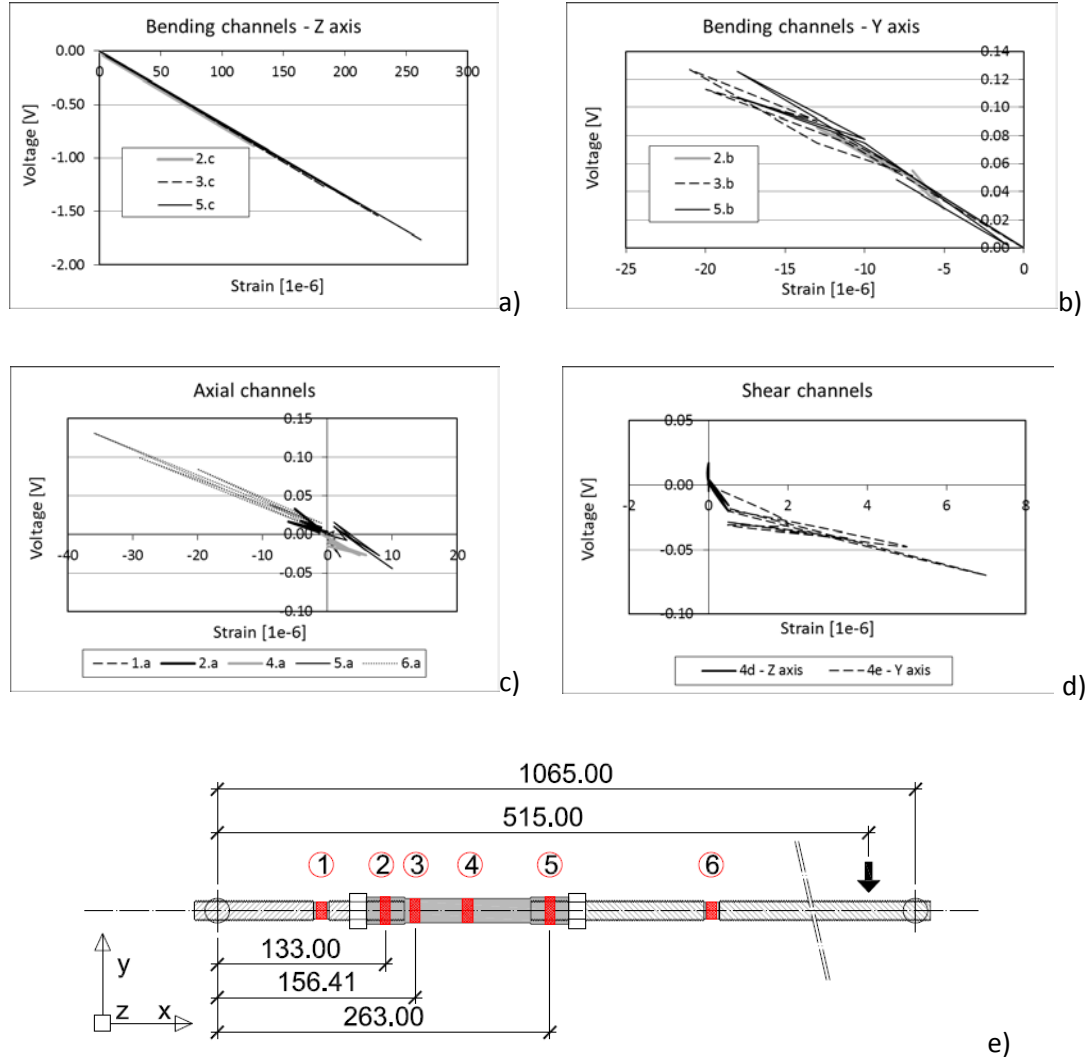 Bending channels - Z axis
0.00
-0.50
-1.00
-1.50
-2.00
0
50
100
150
200
250
300
Voltage [V]
2.c
3.c
5.c
Strain [1e-6]
a)
Bending channels - Y axis
0.14
0.12
0.10
0.08
0.06
0.04
0.02
0.00
Voltage [V]
2.b
3.b
5.b
-25
-20
-15
-10
-5
0
Strain [1e-6]
b)
Axial channels
0.15
0.10
0.05
0.00
-0.05
-0.10
Voltage [V]
-40
-30
-20
-10
0
10
20
Strain [1e-6]
1.a 2.a 4.a 5.a 6.a
c)
Shear channels
0.05
0.00
-0.05
-0.10
Voltage [V]
-2
0
2
4
6
8
Strain [1e-6]
4d - Z axis 4e - Y axis
d)
1065.00
515.00
1 2 3 4 5 6
133.00
156.41
263.00
y
z x
e)